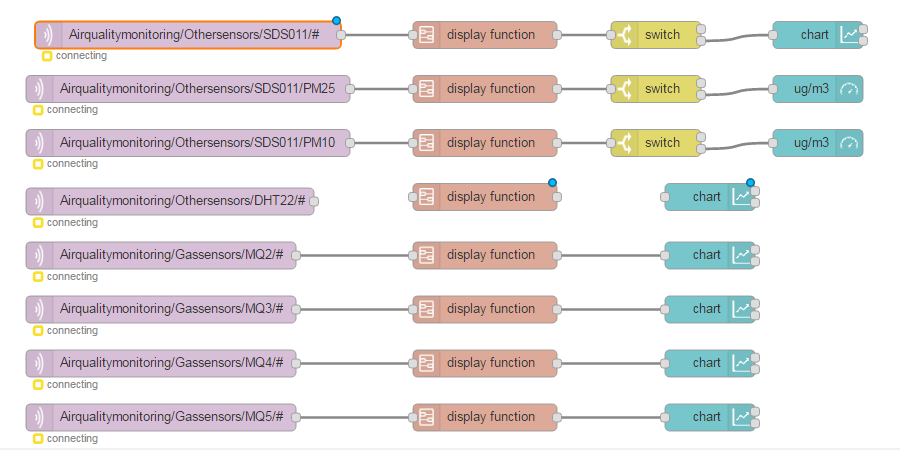 Airqualitymonitoring/Othersensors/SDS011/# display function switch chart
connecting
Airqualitymonitoring/Othersensors/SDS011/PM25 display function switch ug/m3
connecting
Airqualitymonitoring/Othersensors/SDS011/PM10 display function switch ug/m3
connecting
Airqualitymonitoring/Othersensors/DHT22/# display function chart
connecting
Airqualitymonitoring/Gassensors/MQ2/# display function chart
connecting
Airqualitymonitoring/Gassensors/MQ3/# display function chart
connecting
Airqualitymonitoring/Gassensors/MQ4/# display function chart
connecting
Airqualitymonitoring/Gassensors/MQ5/# display function chart
connecting